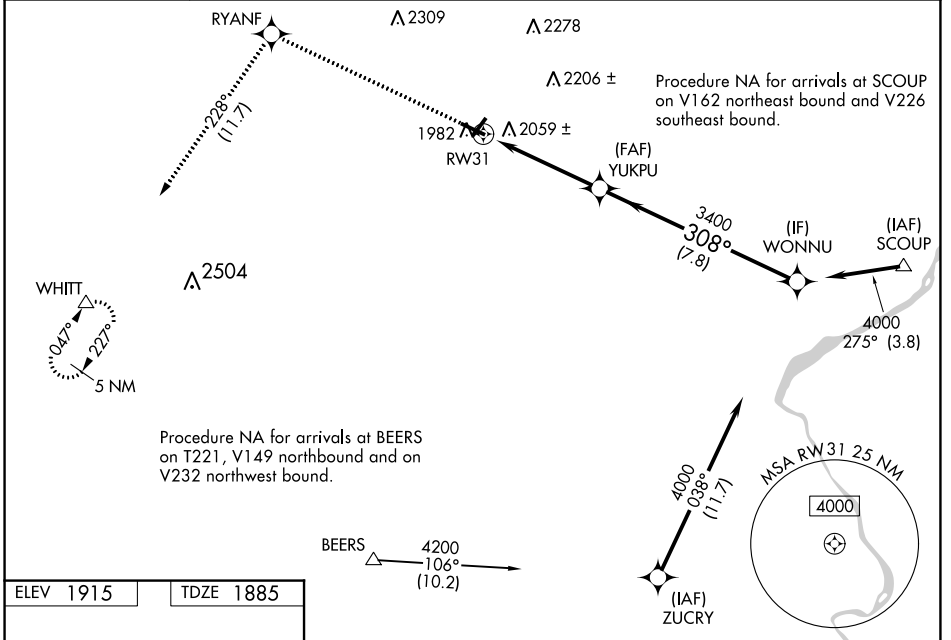 RYANF
2309
2278
2206 ±
Procedure NA for arrivals at SCOUP
on V162 northeast bound and V226
southeast bound.
228°
(11.7)
1982
2059 ±
RW31
(FAF)
YUKPU
3400
308°
(7.8)
(IF)
WONNU
(IAF)
SCOUP
4000
275° (3.8)
2504
WHITT
047°
227°
5 NM
Procedure NA for arrivals at BEERS
on T221, V149 northbound and on
V232 northwest bound.
4000
038°
(11.7)
MSA RW31 25 NM
4000
BEERS
4200
106°
(10.2)
(IAF)
ZUCRY
ELEV 1915
TDZE 1885